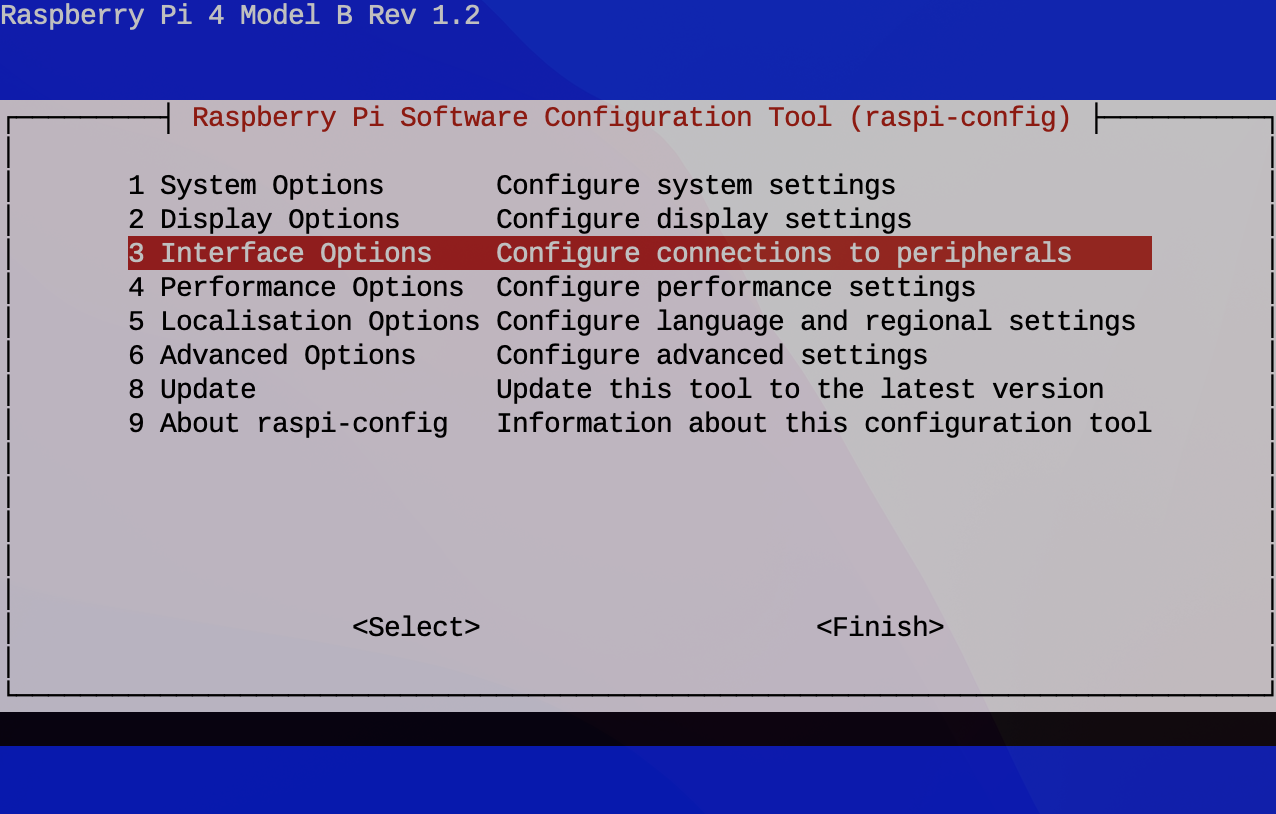 Raspberry Pi 4 Model B Rev 1.2
Raspberry Pi Software Configuration Tool (raspi-config)
1 System Options Configure system settings
2 Display Options Configure display settings
3 Interface Options Configure connections to peripherals
4 Performance Options Configure performance settings
5 Localisation Options Configure language and regional settings
6 Advanced Options Configure advanced settings
8 Update Update this tool to the latest version
9 About raspi-config Information about this configuration tool
<Select> <Finish>